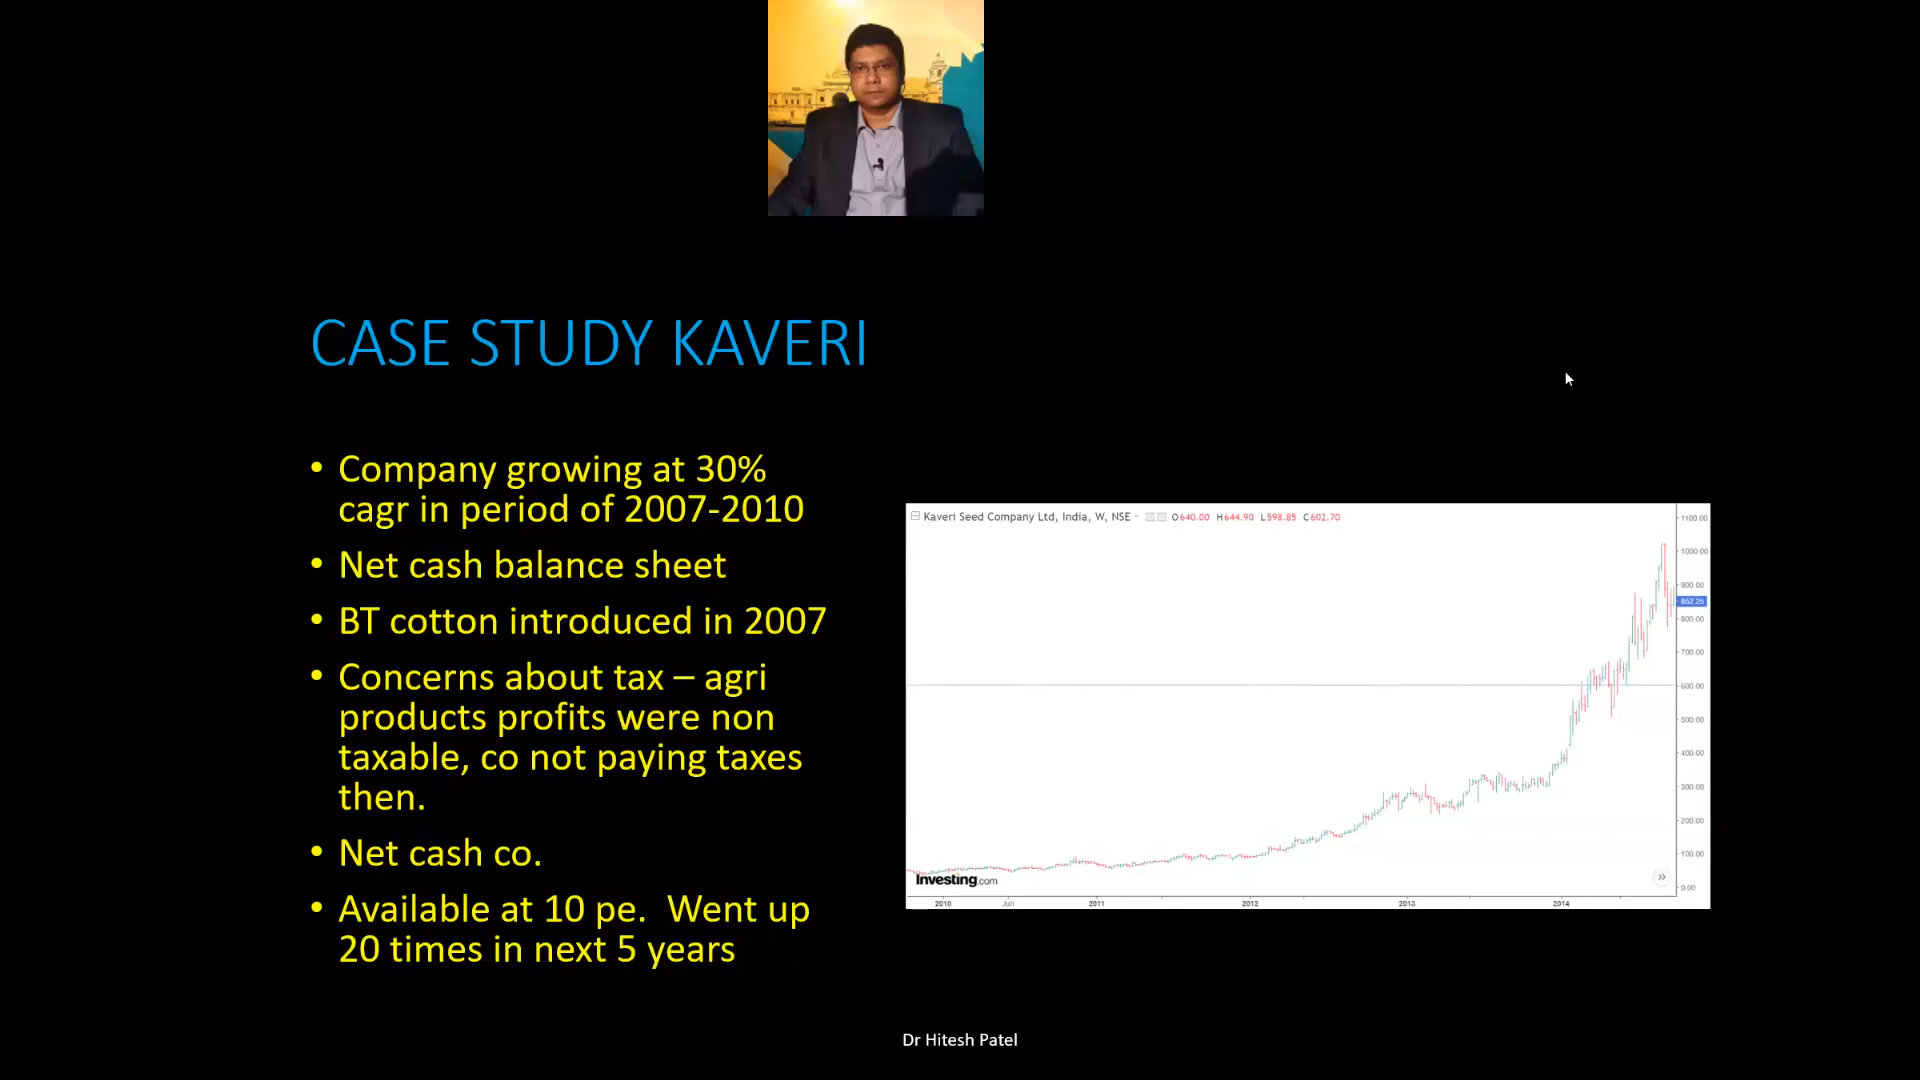 CASE STUDY KAVERI
• Company growing at 30%
cagr in period of 2007-2010
• Net cash balance sheet
• BT cotton introduced in 2007
• Concerns about tax – agri
products profits were non
taxable, co not paying taxes
then.
• Net cash co.
• Available at 10 pe. Went up
20 times in next 5 years
Kaveri Seed Company Ltd, India, W, NSE O640.00 H644.90 L598.85 C602.70
1100.00
1000.00
900.00
852.25
800.00
700.00
600.00
500.00
400.00
300.00
200.00
100.00
0.00
Investing.com
2010 Jun 2011 2012 2013 2014
Dr Hitesh Patel